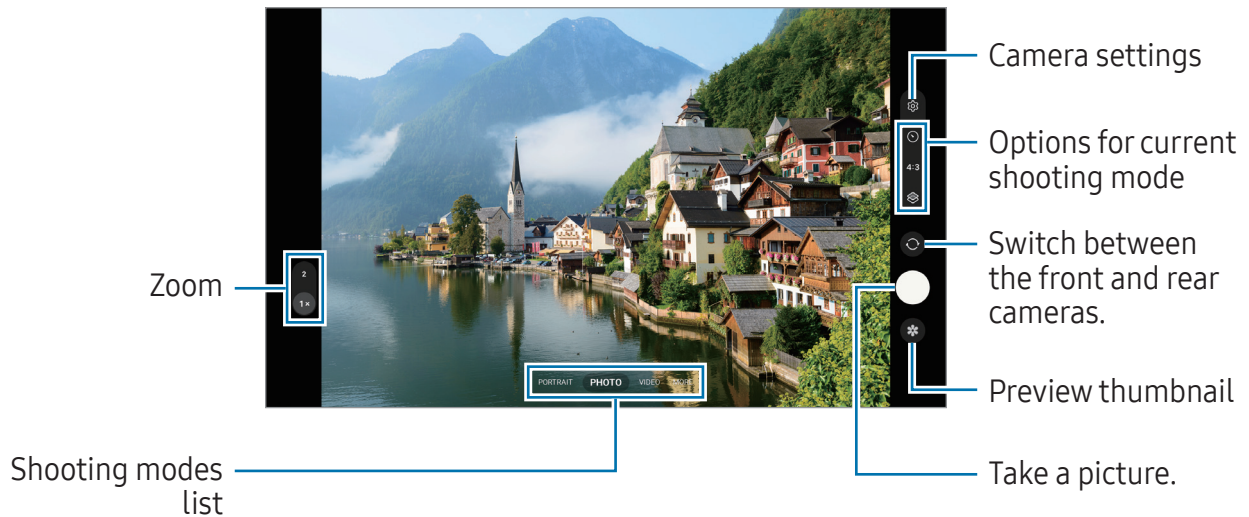 Camera settings
Options for current
shooting mode
4:3
Switch between
the front and rear
cameras.
Zoom
2
1×
Preview thumbnail
PORTRAIT PHOTO VIDEO MORE
Take a picture.
Shooting modes
list